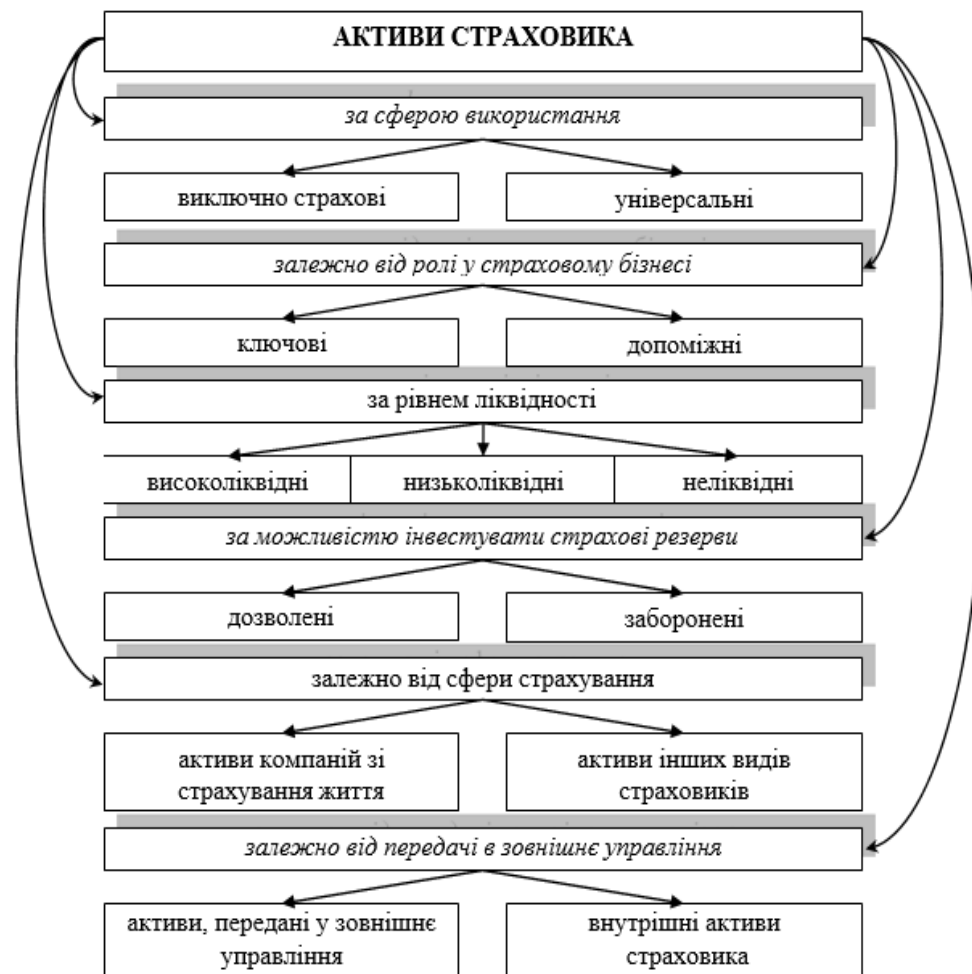 АКТИВИ СТРАХОВИКА
за сферою використання
виключно страхові
універсальні
залежно від ролі у страховому бізнесі
ключові
допоміжні
за рівнем ліквідності
високоліквідні
низьколіквідні
неліквідні
за можливістю інвестувати страхові резерви
дозволені
заборонені
залежно від сфери страхування
активи компаній зі
страхування життя
активи інших видів
страховиків
залежно від передачі в зовнішнє управління
активи, передані у зовнішнє
управління
внутрішні активи
страховика